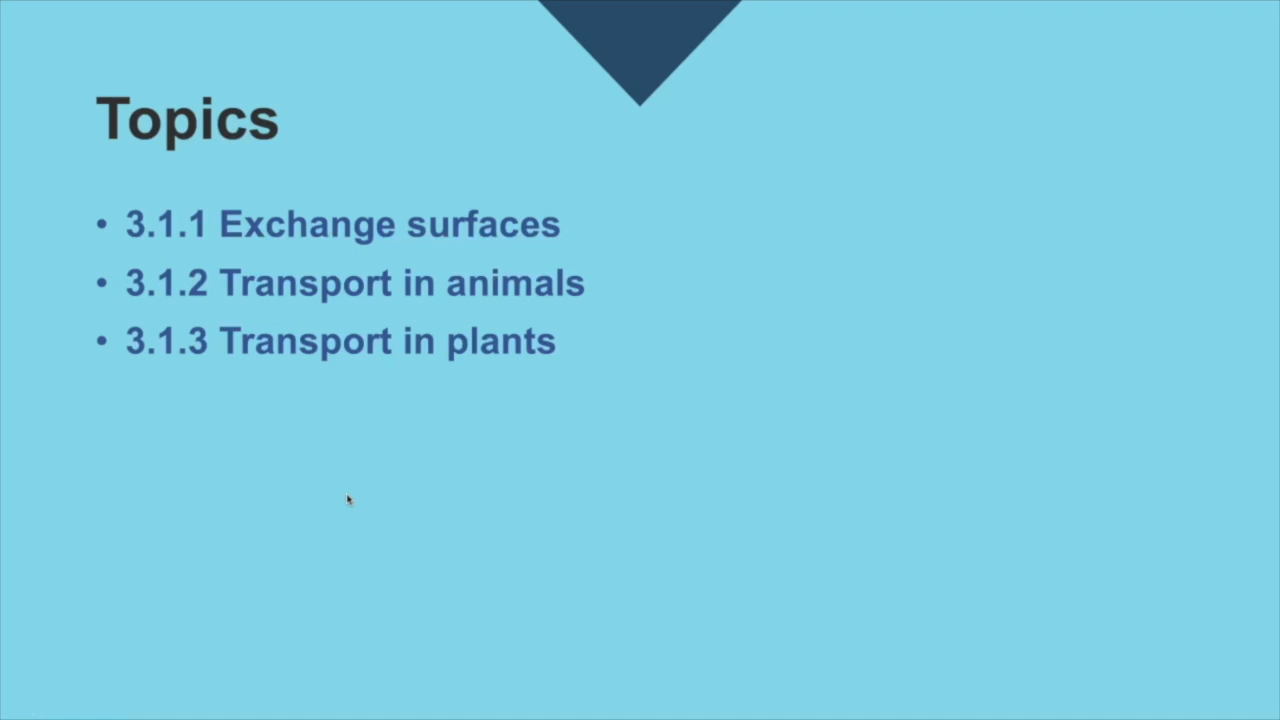 Topics
• 3.1.1 Exchange surfaces
• 3.1.2 Transport in animals
• 3.1.3 Transport in plants